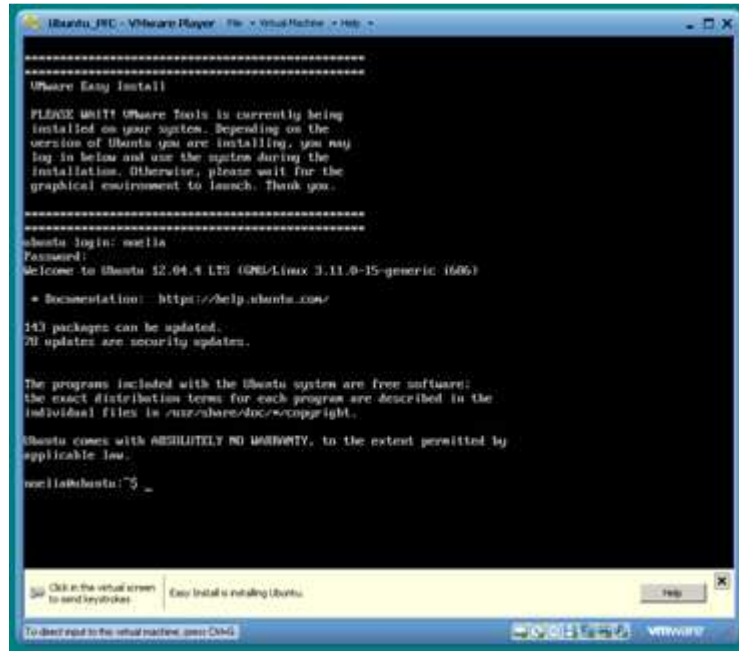 Ubuntu_PFC - VMware Player File Virtual Machine Help
VMware Easy Install
PLEASE WAIT! VMware Tools is currently being
installed on your system. Depending on the
version of Ubuntu you are installing, you may
log in below and use the system during the
installation. Otherwise, please wait for the
graphical environment to launch. Thank you.
ubuntu login: noelia
Password:
Welcome to Ubuntu 12.04.4 LTS (GNU/Linux 3.11.0-15-generic i686)
* Documentation: https://help.ubuntu.com/
143 packages can be updated.
78 updates are security updates.
The programs included with the Ubuntu system are free software;
the exact distribution terms for each program are described in the
individual files in /usr/share/doc/*/copyright.
Ubuntu comes with ABSOLUTELY NO WARRANTY, to the extent permitted by
applicable law.
noelia@ubuntu:~$ _
Click in the virtual screen
to send keystrokes
Easy Install is installing Ubuntu.
Help
To direct input to this virtual machine, press Ctrl+G.
vmware